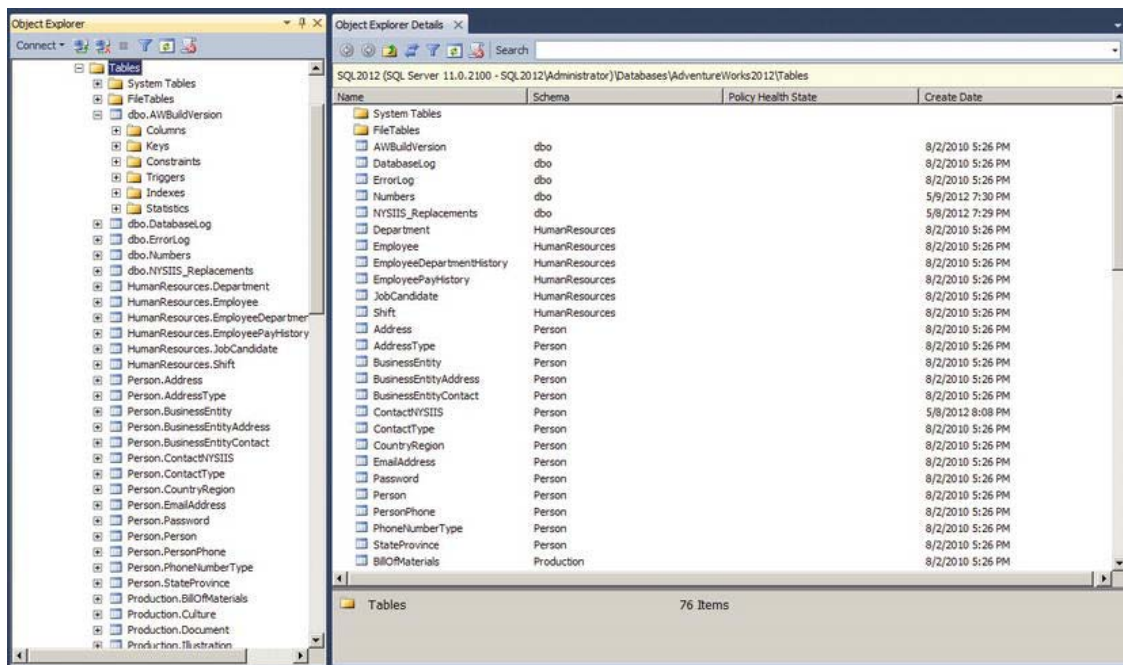 Object Explorer
Connect
Tables
System Tables
FileTables
dbo.AWBuildVersion
Columns
Keys
Constraints
Triggers
Indexes
Statistics
dbo.DatabaseLog
dbo.ErrorLog
dbo.Numbers
dbo.NYSIIS_Replacements
HumanResources.Department
HumanResources.Employee
HumanResources.EmployeeDepartmer
HumanResources.EmployeePayHistory
HumanResources.JobCandidate
HumanResources.Shift
Person.Address
Person.AddressType
Person.BusinessEntity
Person.BusinessEntityAddress
Person.BusinessEntityContact
Person.ContactNYSIIS
Person.ContactType
Person.CountryRegion
Person.EmailAddress
Person.Password
Person.Person
Person.PersonPhone
Person.PhoneNumberType
Person.StateProvince
Production.BillOfMaterials
Production.Culture
Production.Document
Production.Illustration
Object Explorer Details
Search
SQL2012 (SQL Server 11.0.2100 - SQL2012\Administrator)\Databases\AdventureWorks2012\Tables
Name Schema Policy Health State Create Date
System Tables
FileTables
AWBuildVersion dbo 8/2/2010 5:26 PM
DatabaseLog dbo 8/2/2010 5:26 PM
ErrorLog dbo 8/2/2010 5:26 PM
Numbers dbo 5/9/2012 7:30 PM
NYSIIS_Replacements dbo 5/8/2012 7:29 PM
Department HumanResources 8/2/2010 5:26 PM
Employee HumanResources 8/2/2010 5:26 PM
EmployeeDepartmentHistory HumanResources 8/2/2010 5:26 PM
EmployeePayHistory HumanResources 8/2/2010 5:26 PM
JobCandidate HumanResources 8/2/2010 5:26 PM
Shift HumanResources 8/2/2010 5:26 PM
Address Person 8/2/2010 5:26 PM
AddressType Person 8/2/2010 5:26 PM
BusinessEntity Person 8/2/2010 5:26 PM
BusinessEntityAddress Person 8/2/2010 5:26 PM
BusinessEntityContact Person 8/2/2010 5:26 PM
ContactNYSIIS Person 5/8/2012 8:08 PM
ContactType Person 8/2/2010 5:26 PM
CountryRegion Person 8/2/2010 5:26 PM
EmailAddress Person 8/2/2010 5:26 PM
Password Person 8/2/2010 5:26 PM
Person Person 8/2/2010 5:26 PM
PersonPhone Person 8/2/2010 5:26 PM
PhoneNumberType Person 8/2/2010 5:26 PM
StateProvince Person 8/2/2010 5:26 PM
BillOfMaterials Production 8/2/2010 5:26 PM
Tables 76 Items